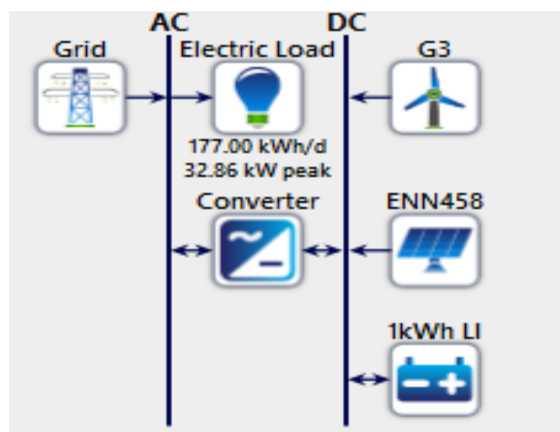 AC
DC
Grid
Electric Load
G3
177.00 kWh/d
32.86 kW peak
Converter
ENN458
1kWh LI